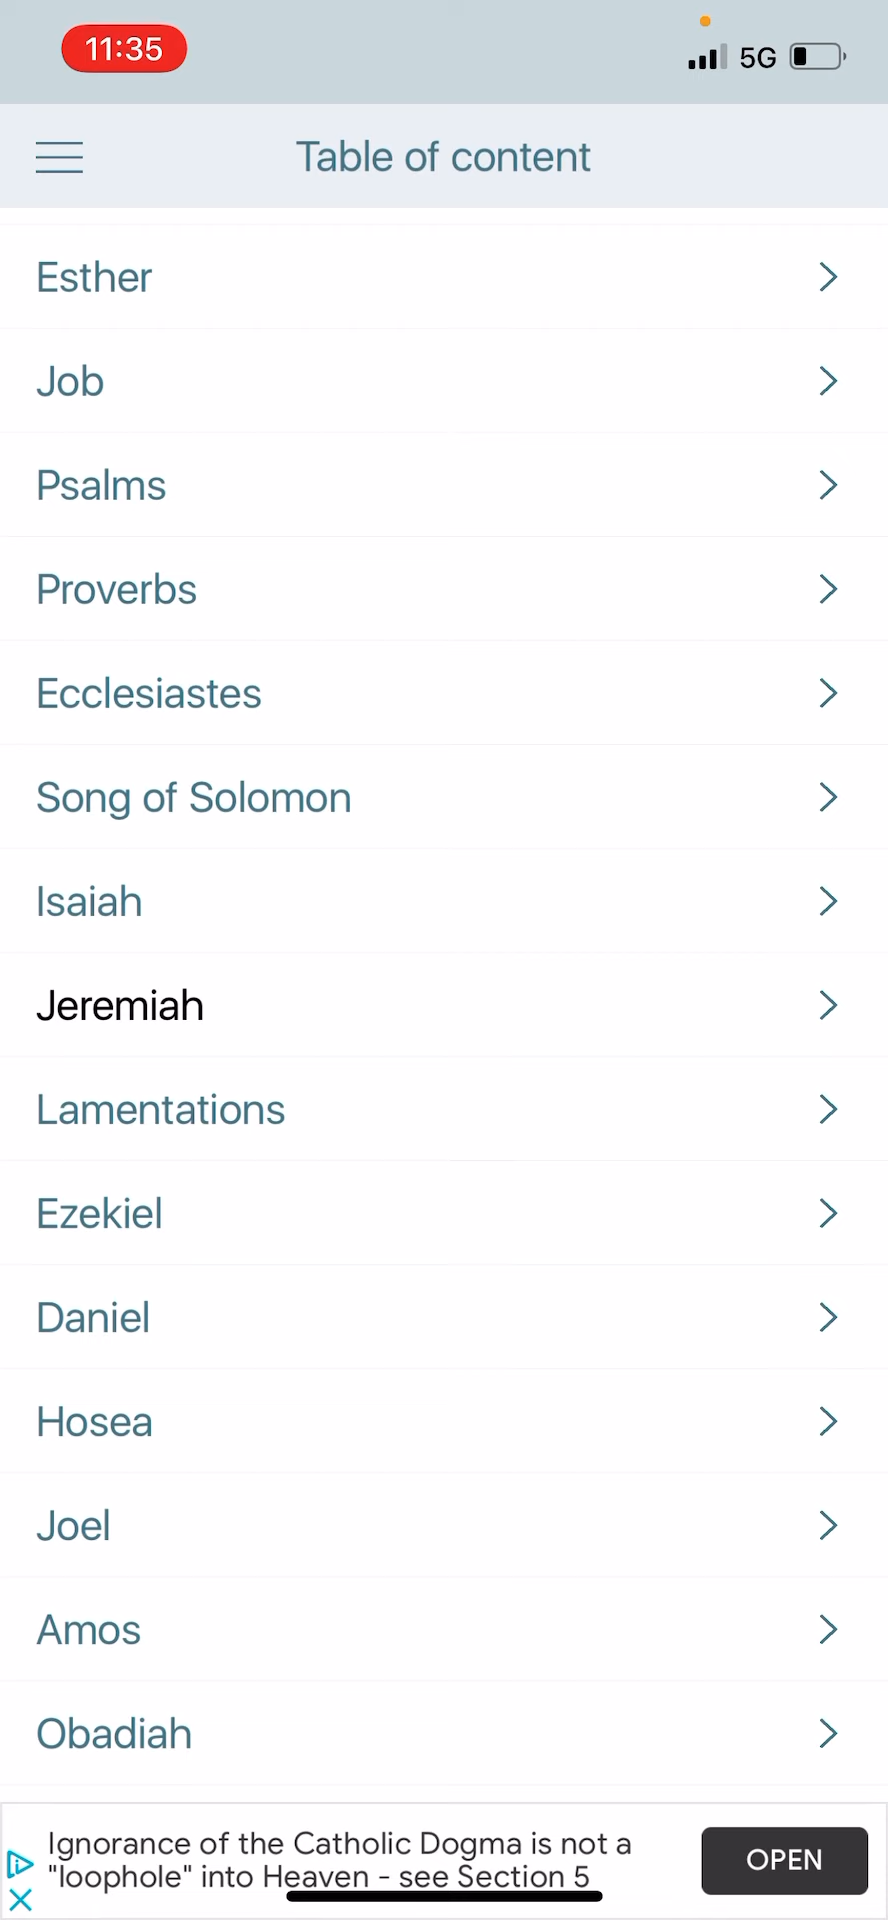 11:35
5G
Table of content
Esther
Job
Psalms
Proverbs
Ecclesiastes
Song of Solomon
Isaiah
Jeremiah
Lamentations
Ezekiel
Daniel
Hosea
Joel
Amos
Obadiah
Ignorance of the Catholic Dogma is not a
"loophole" into Heaven - see Section 5
OPEN